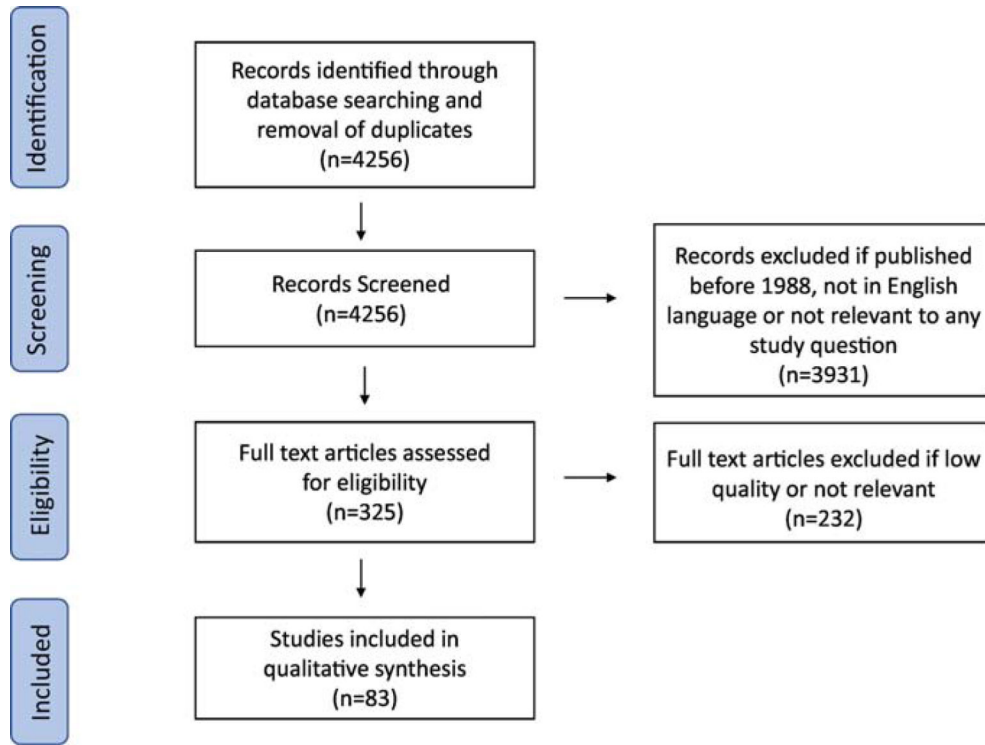 Identification
Records identified through
database searching and
removal of duplicates
(n=4256)
Screening
Records Screened
(n=4256)
Records excluded if published
before 1988, not in English
language or not relevant to any
study question
(n=3931)
Eligibility
Full text articles assessed
for eligibility
(n=325)
Full text articles excluded if low
quality or not relevant
(n=232)
Included
Studies included in
qualitative synthesis
(n=83)